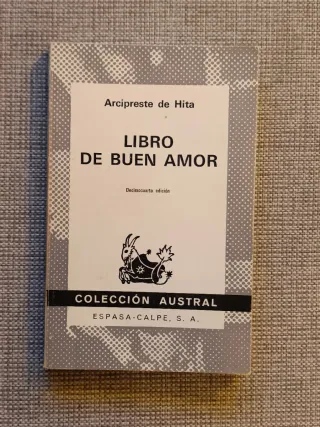 Arcipreste de Hita
LIBRO
DE BUEN AMOR
Decimocuarta edición
COLECCIÓN AUSTRAL
ESPASA-CALPE, S. A.